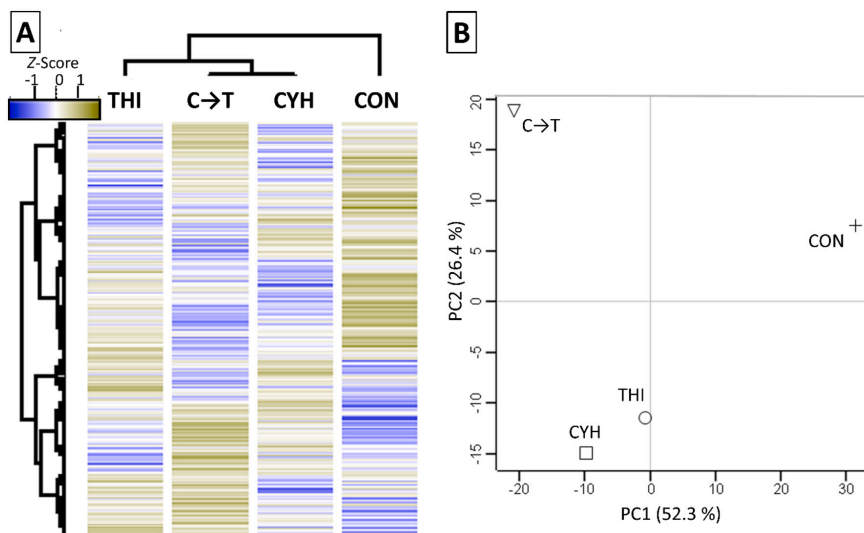 A
Z-Score
-1 0 1
THI C→T CYH CON
B
20
15
10
5
0
-5
-10
-15
PC2 (26.4 %)
C→T
CON
THI
CYH
-20 -10 0 10 20 30
PC1 (52.3 %)